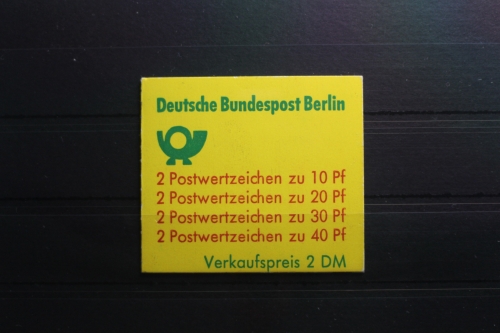 Deutsche Bundespost Berlin
2 Postwertzeichen zu 10 Pf
2 Postwertzeichen zu 20 Pf
2 Postwertzeichen zu 30 Pf
2 Postwertzeichen zu 40 Pf
Verkaufspreis 2 DM